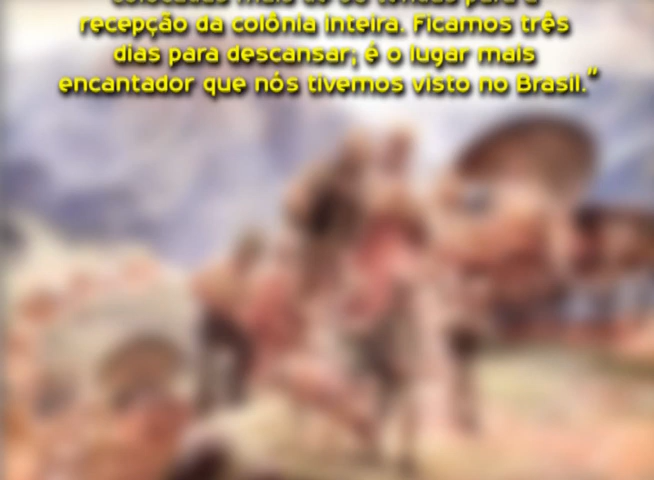 recepção da colônia inteira. Ficamos três
dias para descansar; é o lugar mais
encantador que nós tivemos visto no Brasil.”